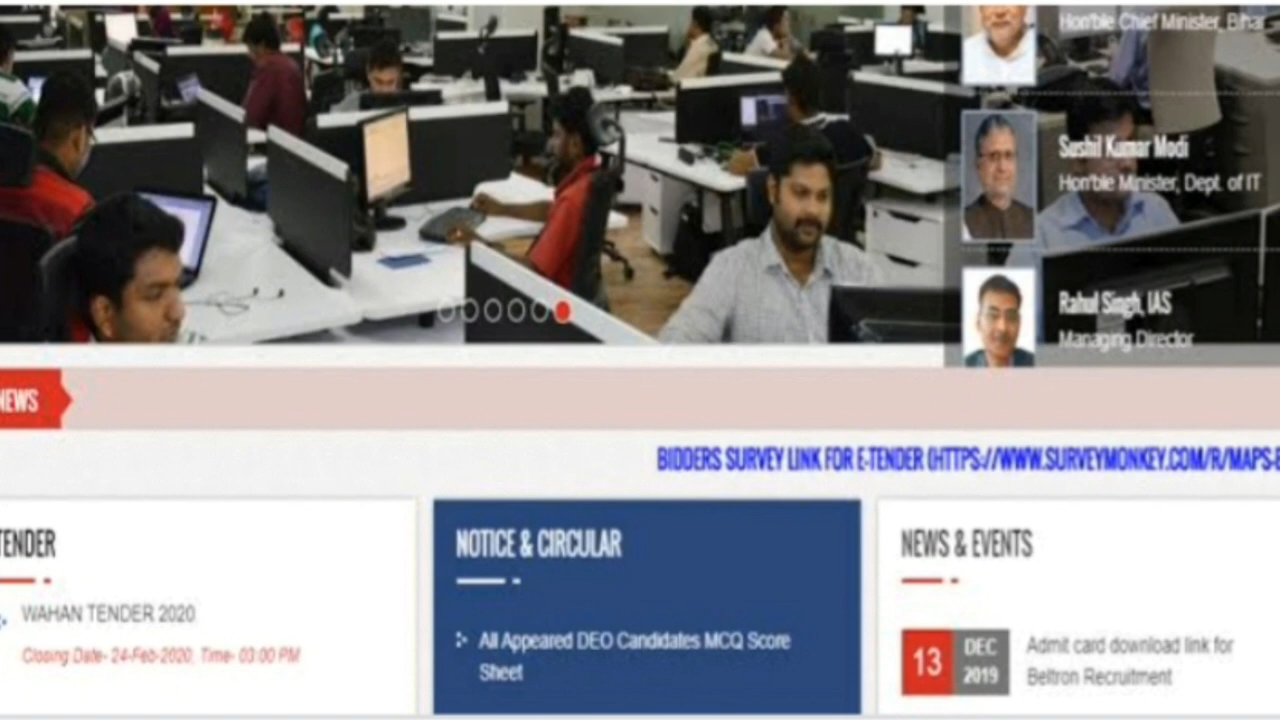 Hon'ble Chief Minister, Bihar
Sushil Kumar Modi
Hon'ble Minister, Dept. of IT
Rahul Singh, IAS
Managing Director
NEWS
BIDDERS SURVEY LINK FOR E-TENDER (HTTPS://WWW.SURVEYMONKEY.COM/R/MAPS-
TENDER
WAHAN TENDER 2020
Closing Date- 24-Feb-2020, Time- 03:00 PM
NOTICE & CIRCULAR
All Appeared DEO Candidates MCQ Score
Sheet
NEWS & EVENTS
13
DEC
2019
Admit card download link for
Beltron Recruitment